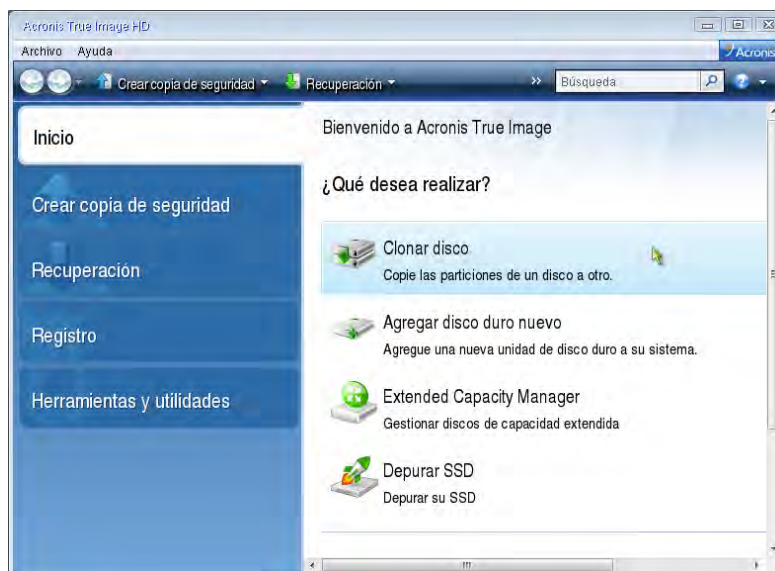 Acronis True Image HD
Archivo Ayuda
Acronis
Crear copia de seguridad Recuperación » Búsqueda
Inicio
Crear copia de seguridad
Recuperación
Registro
Herramientas y utilidades
Bienvenido a Acronis True Image
¿Qué desea realizar?
Clonar disco
Copie las particiones de un disco a otro.
Agregar disco duro nuevo
Agregue una nueva unidad de disco duro a su sistema.
Extended Capacity Manager
Gestionar discos de capacidad extendida
Depurar SSD
Depurar su SSD